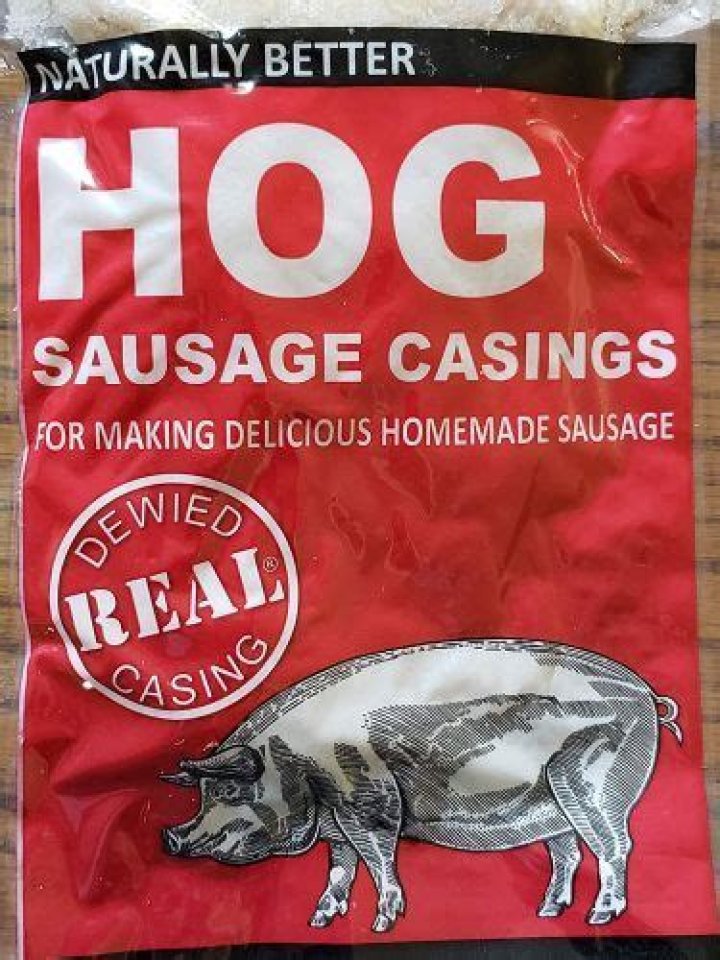 NATURALLY BETTER
HOG
SAUSAGE CASINGS
FOR MAKING DELICIOUS HOMEMADE SAUSAGE
DEWIED
REAL®
CASING